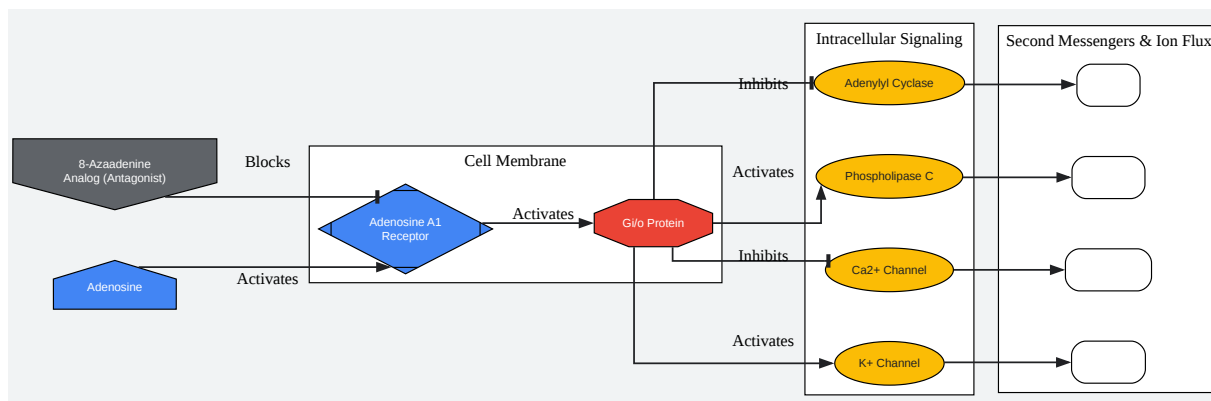 Intracellular Signaling
Second Messengers & Ion Flux
Inhibits
Adenylyl Cyclase
8-Azaadenine
Analog (Antagonist)
Blocks
Cell Membrane
Activates
Phospholipase C
Adenosine A1
Receptor
Activates
Gi/o Protein
Inhibits
Ca2+ Channel
Adenosine
Activates
Activates
K+ Channel